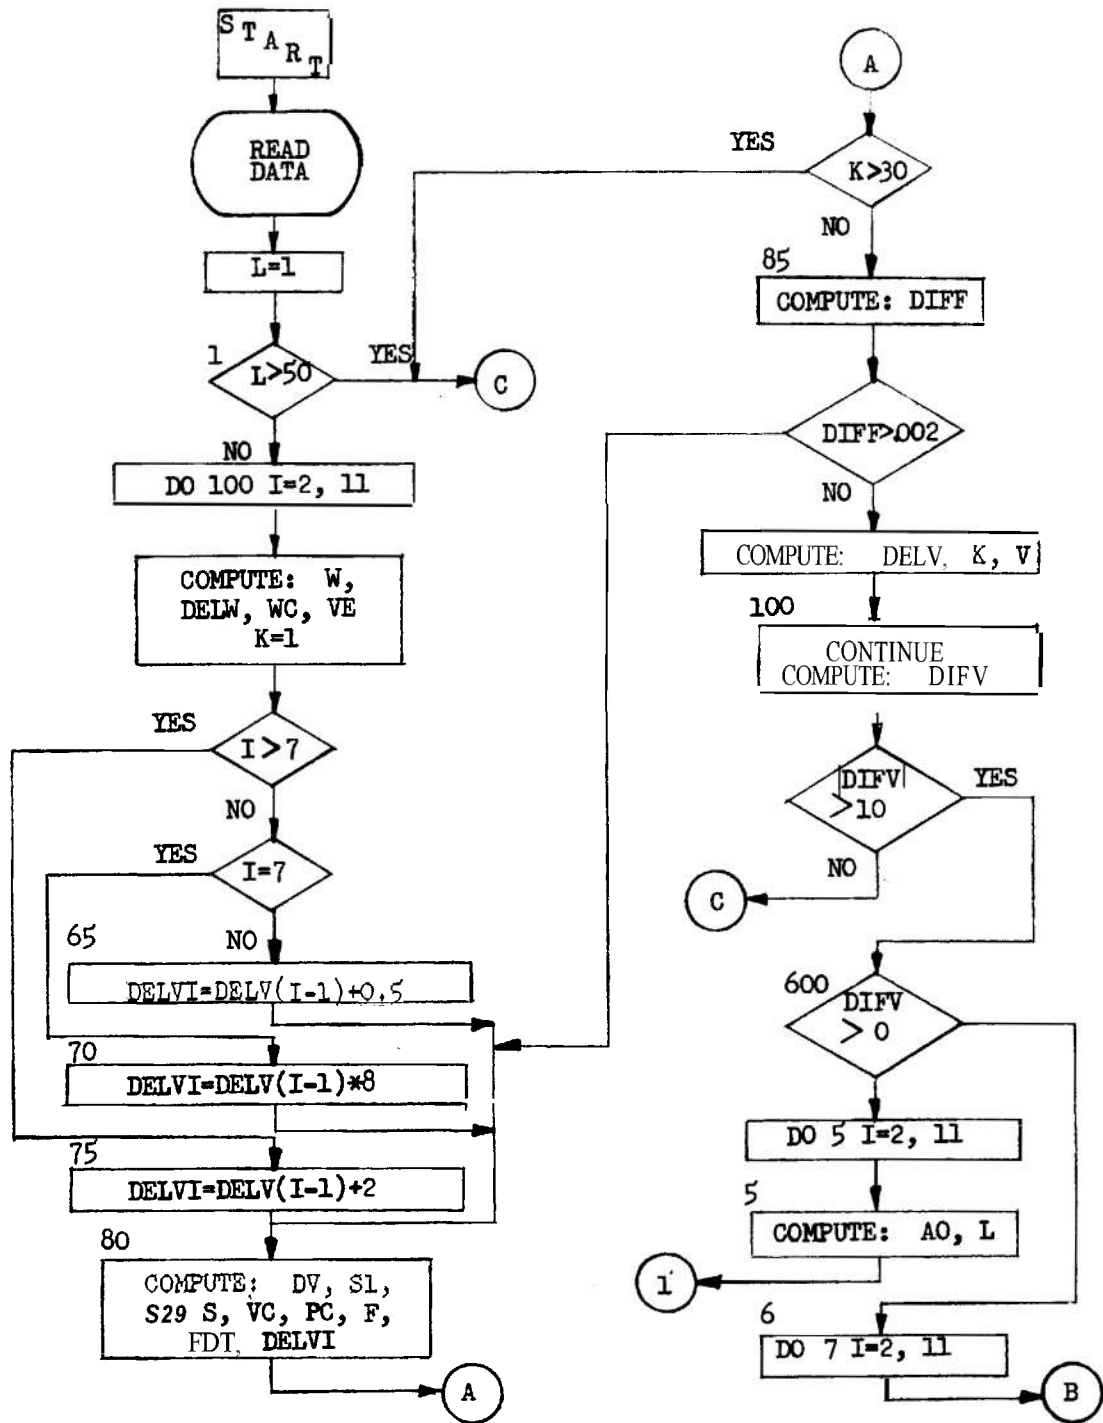 START
READ
DATA
L=1
1
L>50
YES
C
NO
DO 100 I=2, 11
COMPUTE: W,
DELW, WC, VE
K=1
YES
I>7
NO
YES
I=7
NO
65
DELVI=DELV(I-1)+0.5
70
DELVI=DELV(I-1)*8
75
DELVI=DELV(I-1)+2
80
COMPUTE: DV, S1,
S29 S, VC, PC, F,
FDT, DELVI
A
A
YES
K>30
NO
85
COMPUTE: DIFF
DIFF>.002
NO
COMPUTE: DELV, K, V
100
CONTINUE
COMPUTE: DIFV
|DIFV|
>10
YES
NO
C
600
DIFV
>0
DO 5 I=2, 11
5
COMPUTE: AO, L
1
6
DO 7 I=2, 11
B